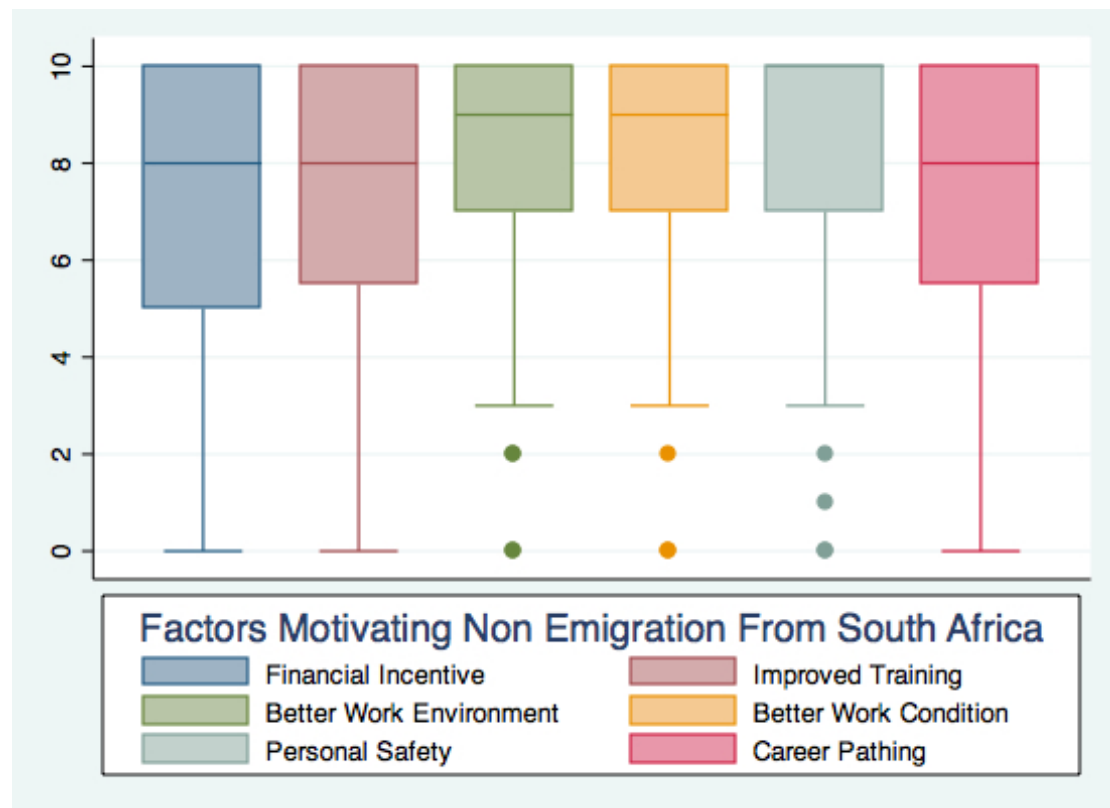 10
8
6
4
2
0
Factors Motivating Non Emigration From South Africa
Financial Incentive
Improved Training
Better Work Environment
Better Work Condition
Personal Safety
Career Pathing